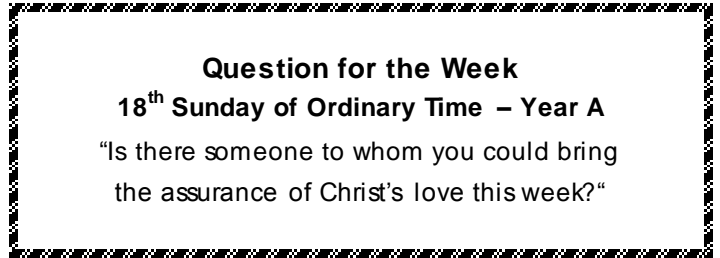 Question for the Week
18th Sunday of Ordinary Time – Year A
“Is there someone to whom you could bring
the assurance of Christ’s love this week?“